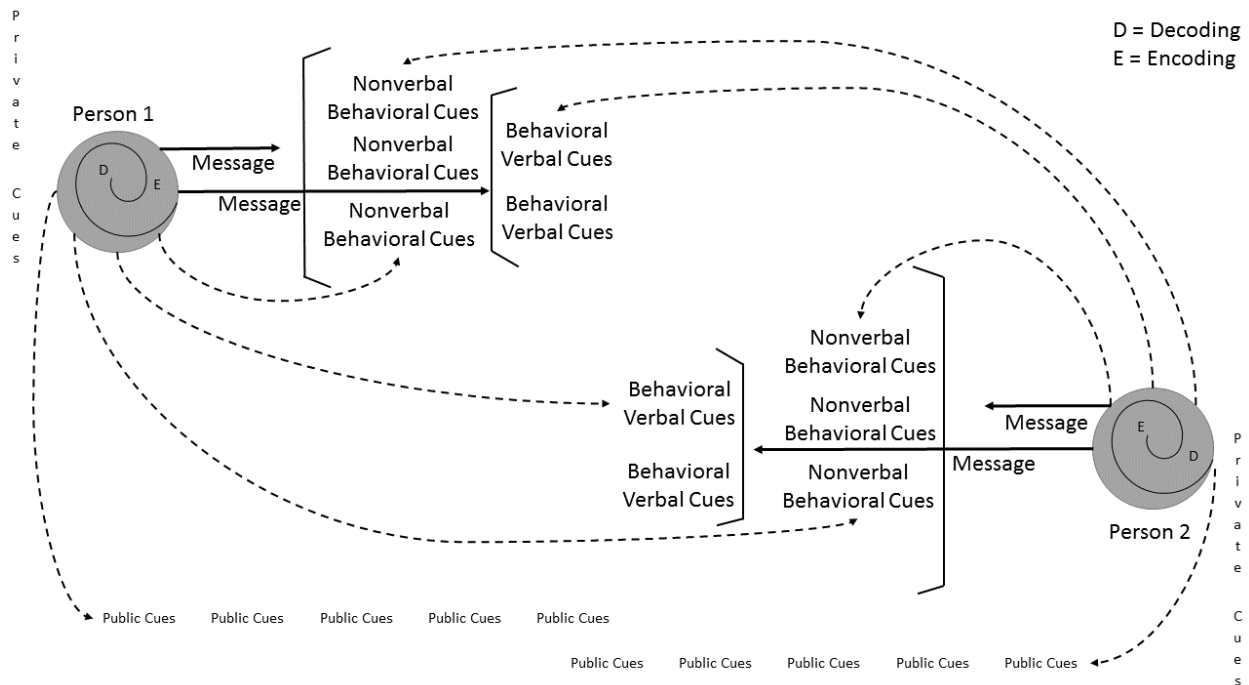 Private Cues
D = Decoding
E = Encoding
Person 1
D
E
Message
Message
Nonverbal
Behavioral Cues
Nonverbal
Behavioral Cues
Nonverbal
Behavioral Cues
Behavioral
Verbal Cues
Behavioral
Verbal Cues
Nonverbal
Behavioral Cues
Nonverbal
Behavioral Cues
Nonverbal
Behavioral Cues
Behavioral
Verbal Cues
Behavioral
Verbal Cues
Message
Message
E
D
Person 2
Private Cues
Public Cues Public Cues Public Cues Public Cues Public Cues
Public Cues Public Cues Public Cues Public Cues Public Cues